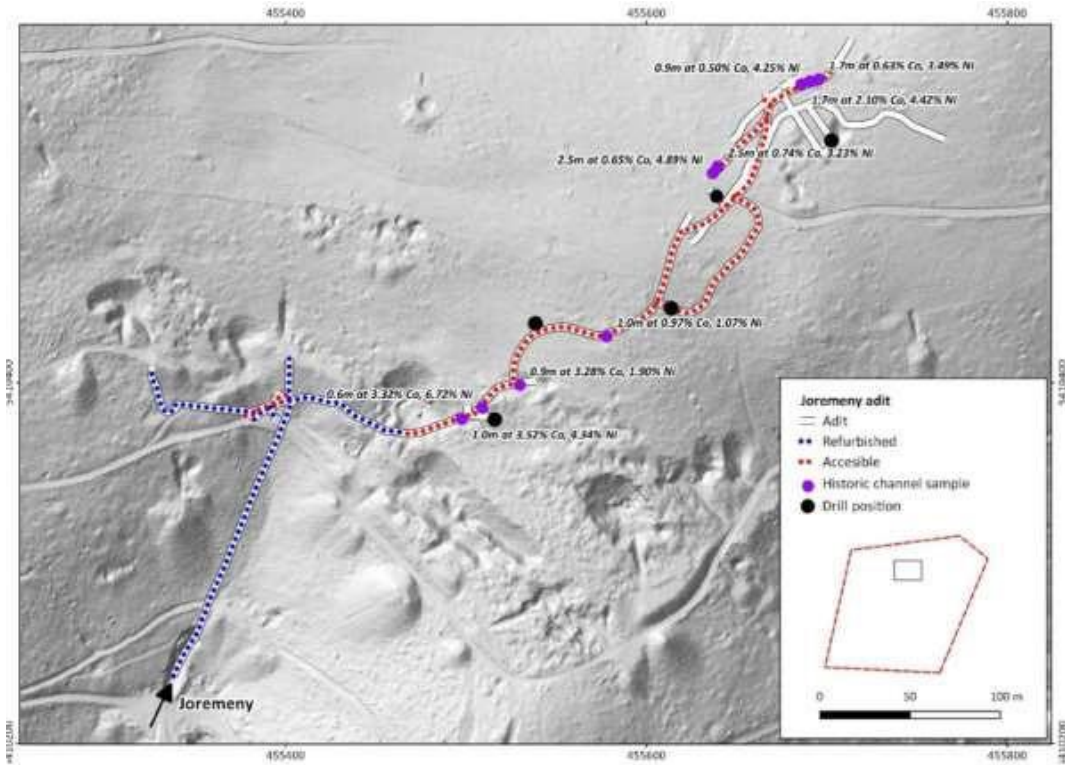 455400
455600
455800
0.9m at 0.50% Co, 4.25% Ni
1.7m at 0.63% Co, 3.49% Ni
1.7m at 2.10% Co, 4.42% Ni
2.5m at 0.65% Co, 4.89% Ni
2.5m at 0.74% Co, 3.23% Ni
1.0m at 0.97% Co, 1.07% Ni
0.9m at 3.28% Co, 1.90% Ni
0.6m at 3.32% Co, 6.72% Ni
1.0m at 3.52% Co, 4.34% Ni
Joremeny
Joremeny adit
Adit
Refurbished
Accesible
Historic channel sample
Drill position
0
50
100 m
455400
455600
455800